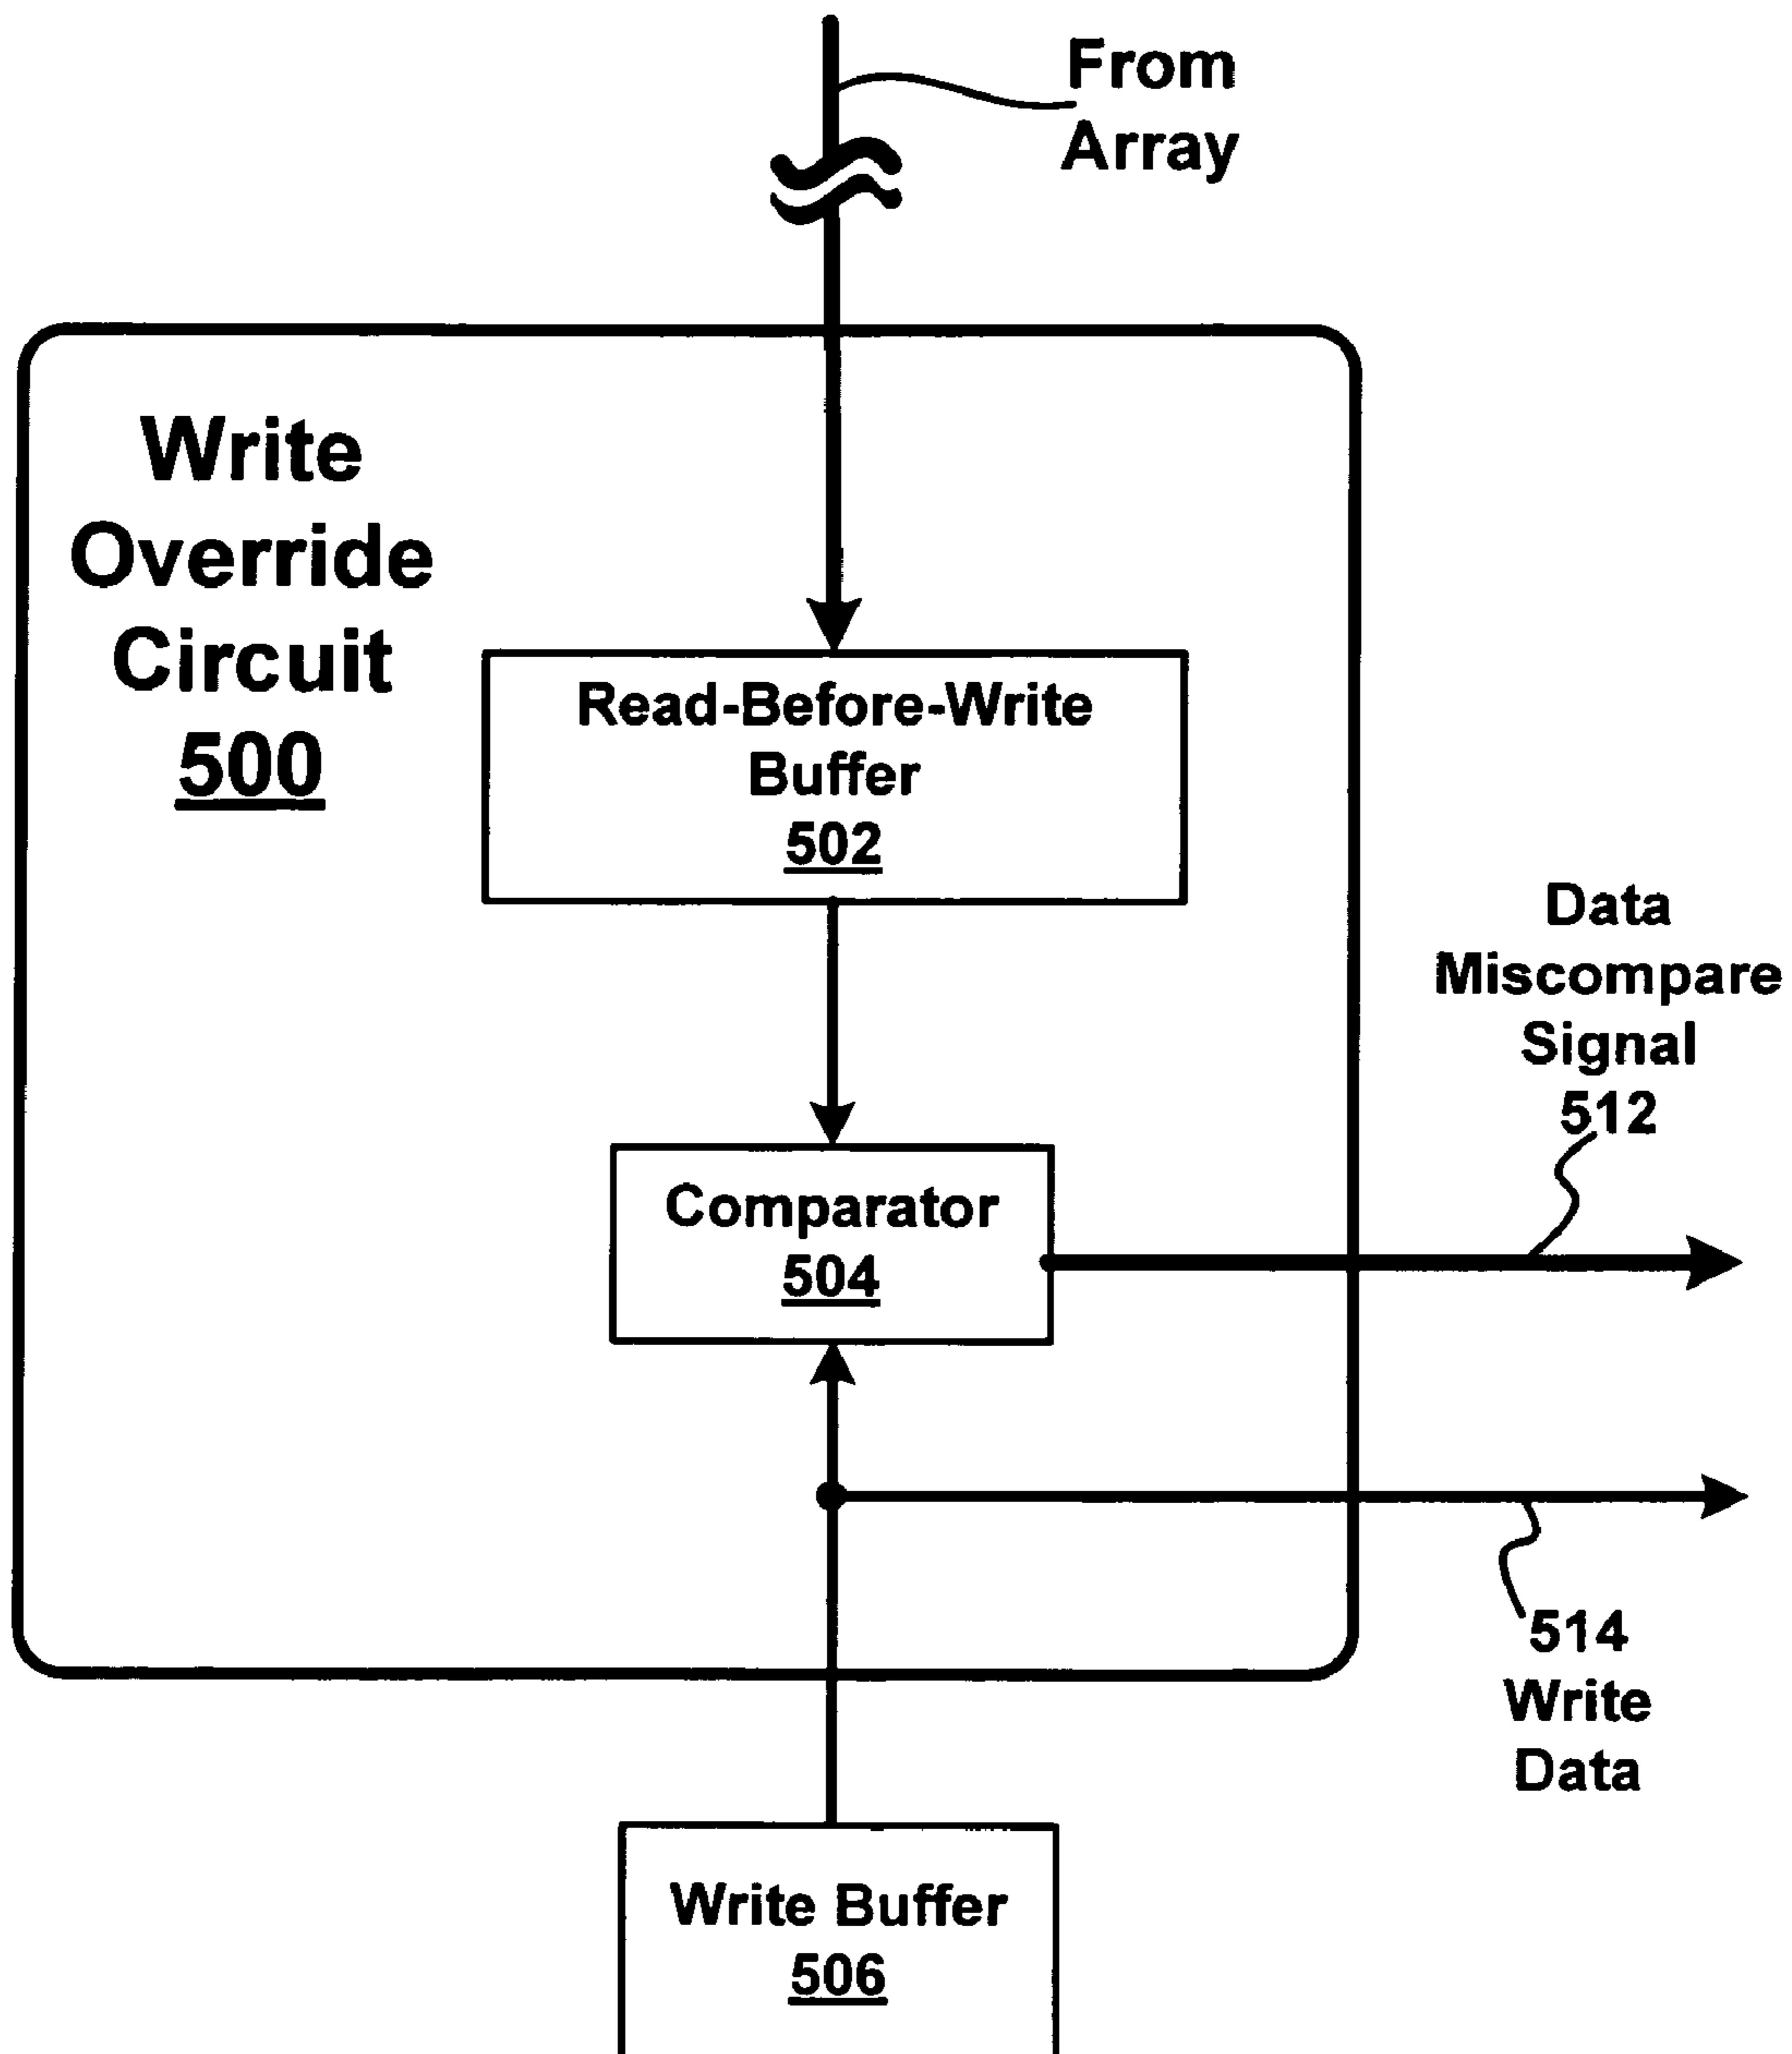 From
Array
Write
Override
Circuit
500
Read-Before-Write
Buffer
502
Data
Miscompare
Signal
512
Comparator
504
514
Write
Data
Write Buffer
506